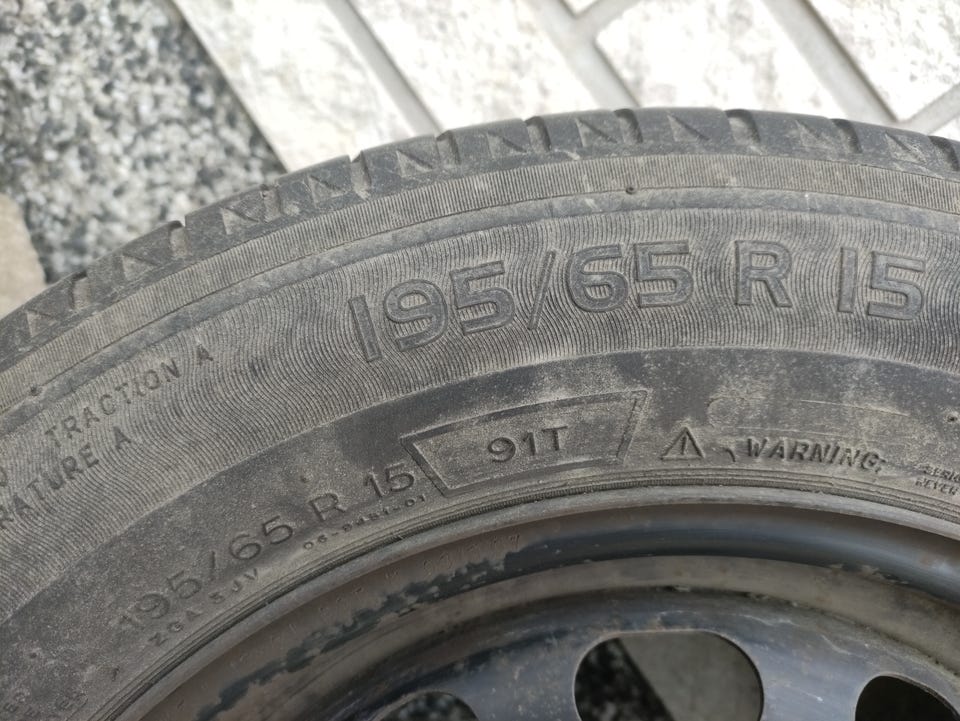 195/65 R 15
TRACTION A
RATURE A
91T
WARNING:
195/65 R 15